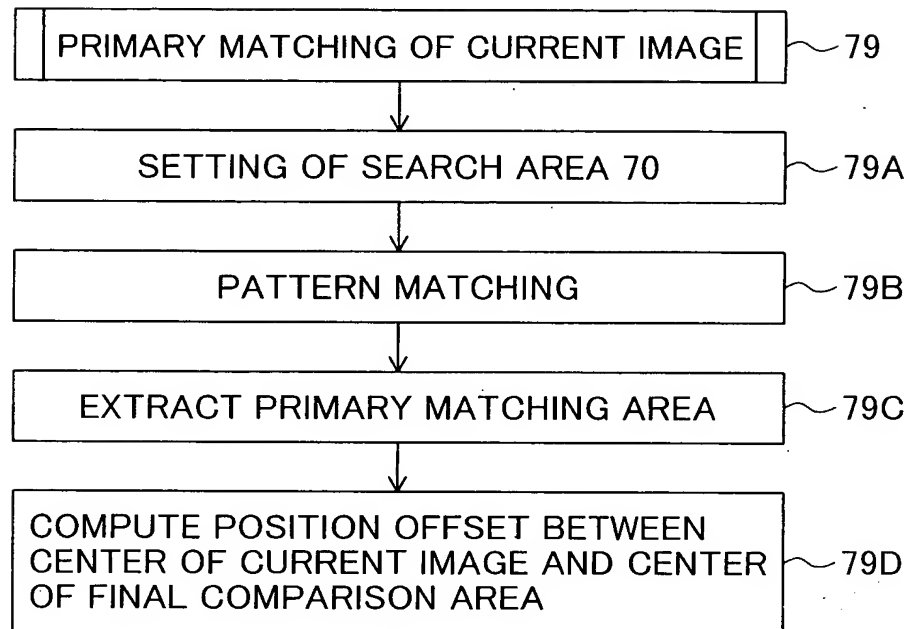 PRIMARY MATCHING OF CURRENT IMAGE
79
SETTING OF SEARCH AREA 70
79A
PATTERN MATCHING
79B
EXTRACT PRIMARY MATCHING AREA
79C
COMPUTE POSITION OFFSET BETWEEN
CENTER OF CURRENT IMAGE AND CENTER
OF FINAL COMPARISON AREA
79D